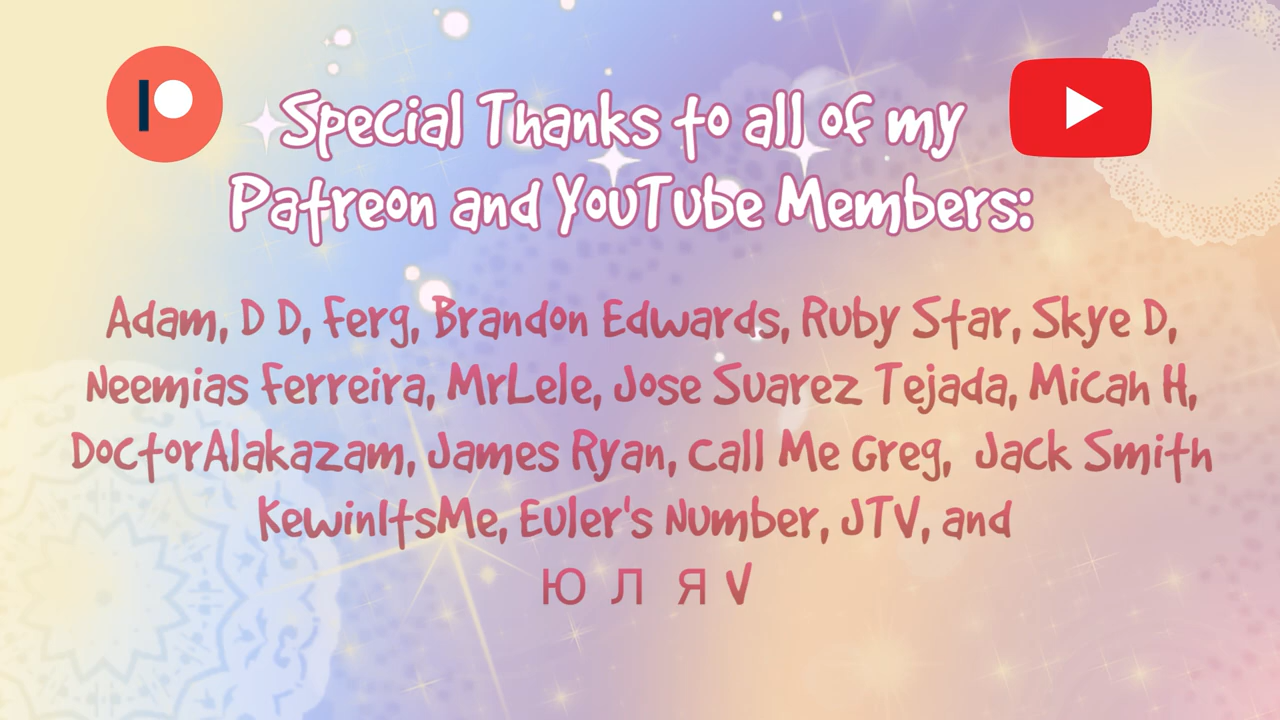 Special Thanks to all of my
Patreon and YouTube Members:
Adam, D D, Ferg, Brandon Edwards, Ruby Star, Skye D,
Neemias Ferreira, MrLele, Jose Suarez Tejada, Micah H,
DoctorAlakazam, James Ryan, Call Me Greg, Jack Smith
KewinItsMe, Euler's Number, JTV, and
Ю Л Я V